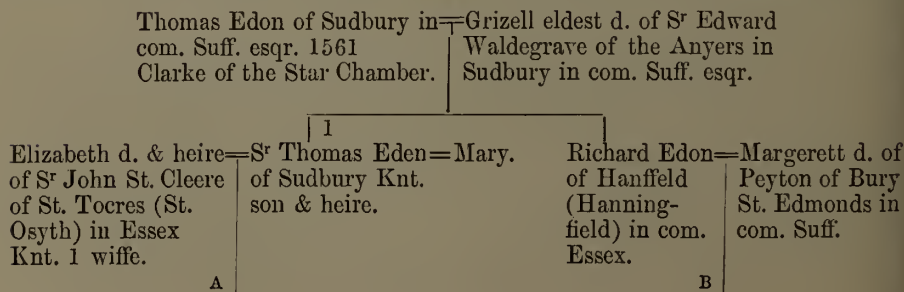 Thomas Edon of Sudbury in
com. Suff. esqr. 1561
Clarke of the Star Chamber.
Grizell eldest d. of Sʳ Edward
Waldegrave of the Anyers in
Sudbury in com. Suff. esqr.
1
Elizabeth d. & heire
of Sʳ John St. Cleere
of St. Tocres (St.
Osyth) in Essex
Knt. 1 wiffe.
Sʳ Thomas Eden
of Sudbury Knt.
son & heire.
Mary.
Richard Edon
of Hanffeld
(Hanning-
field) in com.
Essex.
Margerett d. of
Peyton of Bury
St. Edmonds in
com. Suff.
A
B